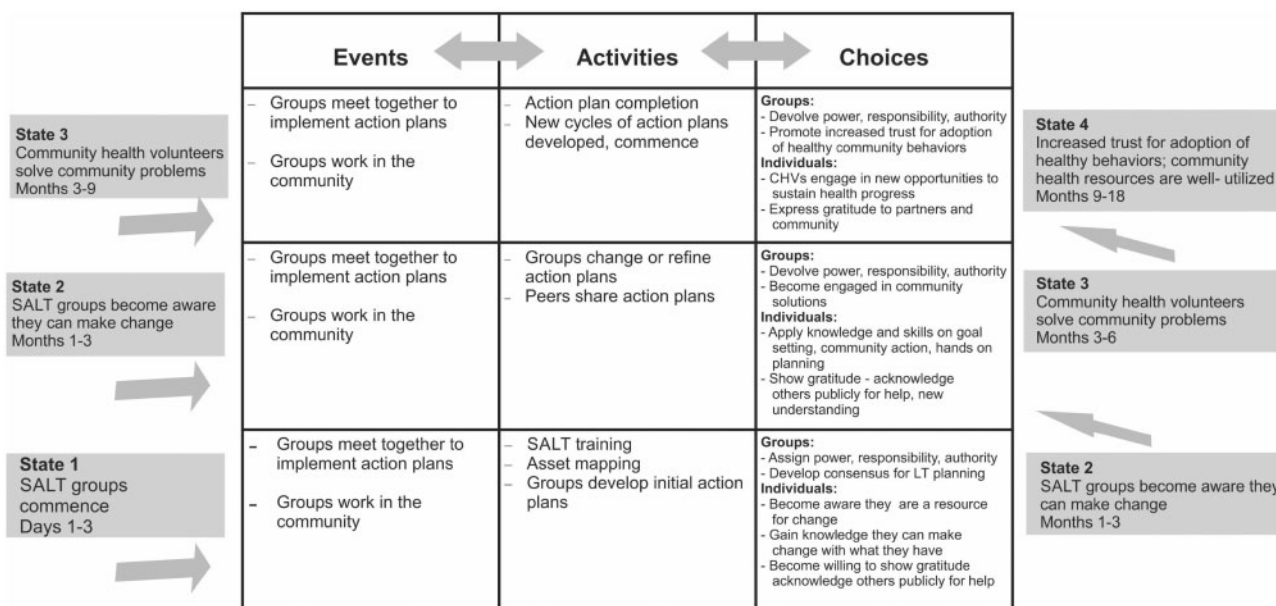 Events
Activities
Choices
State 3
Community health volunteers
solve community problems
Months 3-9
– Groups meet together to
implement action plans
– Groups work in the
community
– Action plan completion
– New cycles of action plans
developed, commence
Groups:
- Devolve power, responsibility, authority
- Promote increased trust for adoption
of healthy community behaviors
Individuals:
- CHVs engage in new opportunities to
sustain health progress
- Express gratitude to partners and
community
State 4
Increased trust for adoption of
healthy behaviors; community
health resources are well- utilized
Months 9-18
State 2
SALT groups become aware
they can make change
Months 1-3
– Groups meet together to
implement action plans
– Groups work in the
community
– Groups change or refine
action plans
– Peers share action plans
Groups:
- Devolve power, responsibility, authority
- Become engaged in community
solutions
Individuals:
- Apply knowledge and skills on goal
setting, community action, hands on
planning
- Show gratitude - acknowledge
others publicly for help, new
understanding
State 3
Community health volunteers
solve community problems
Months 3-6
State 1
SALT groups
commence
Days 1-3
– Groups meet together to
implement action plans
– Groups work in the
community
– SALT training
– Asset mapping
– Groups develop initial action
plans
Groups:
- Assign power, responsibility, authority
- Develop consensus for LT planning
Individuals:
- Become aware they are a resource
for change
- Gain knowledge they can make
change with what they have
- Become willing to show gratitude
acknowledge others publicly for help
State 2
SALT groups become aware they
can make change
Months 1-3